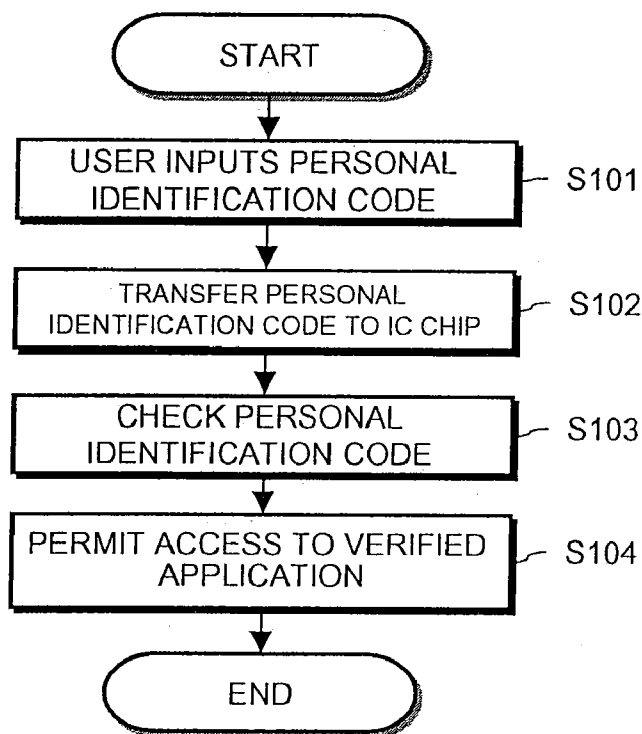 START
USER INPUTS PERSONAL
IDENTIFICATION CODE
S101
TRANSFER PERSONAL
IDENTIFICATION CODE TO IC CHIP
S102
CHECK PERSONAL
IDENTIFICATION CODE
S103
PERMIT ACCESS TO VERIFIED
APPLICATION
S104
END